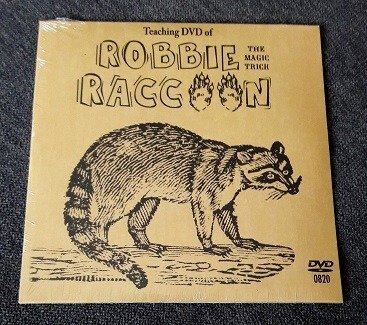 Teaching DVD of
ROBBIE
THE
MAGIC
TRICK
RACCOON
DVD
0820